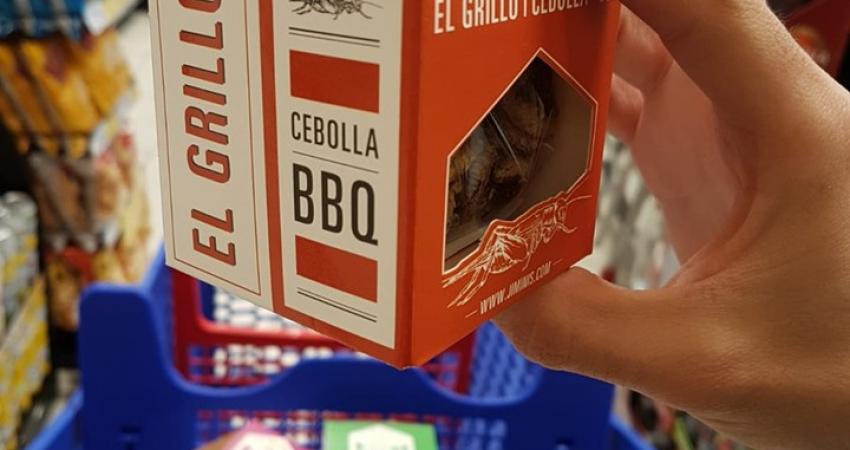 EL GRILLO
CEBOLLA
BBQ
EL GRILLO | CEBOLLA
WWW.JIMINIS.COM